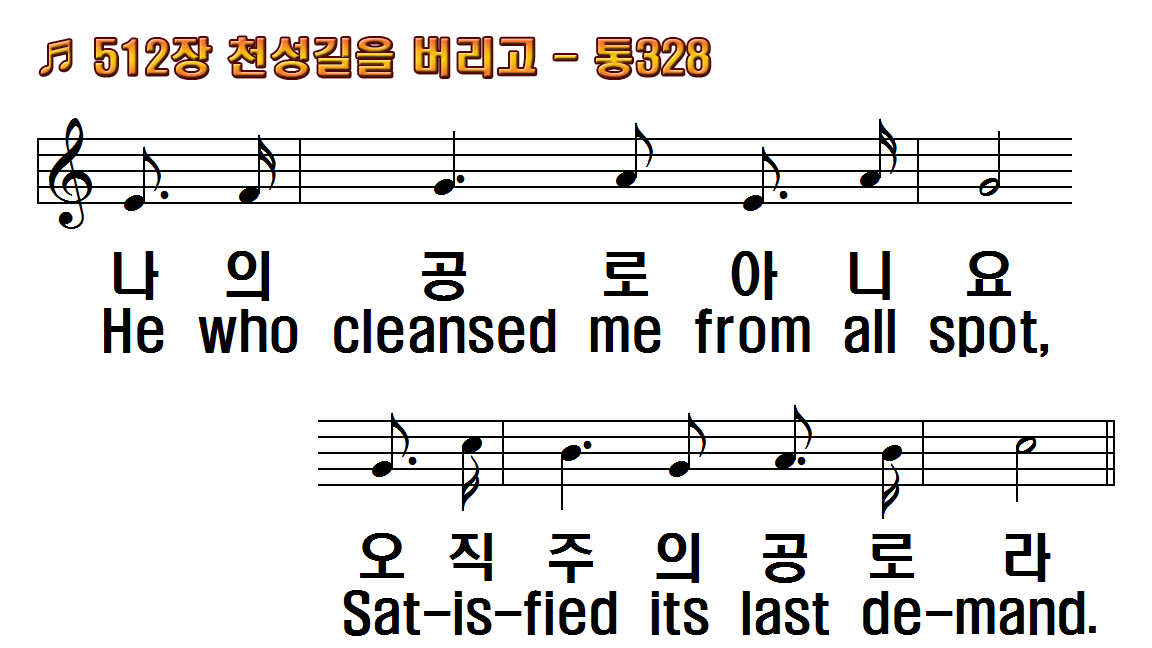 ♬ 512장 천성길을 버리고 - 통328
나 의 공 로 아 니 요
He who cleansed me from all spot,
오 직 주 의 공 로 라
Sat-is-fied its last de-mand.